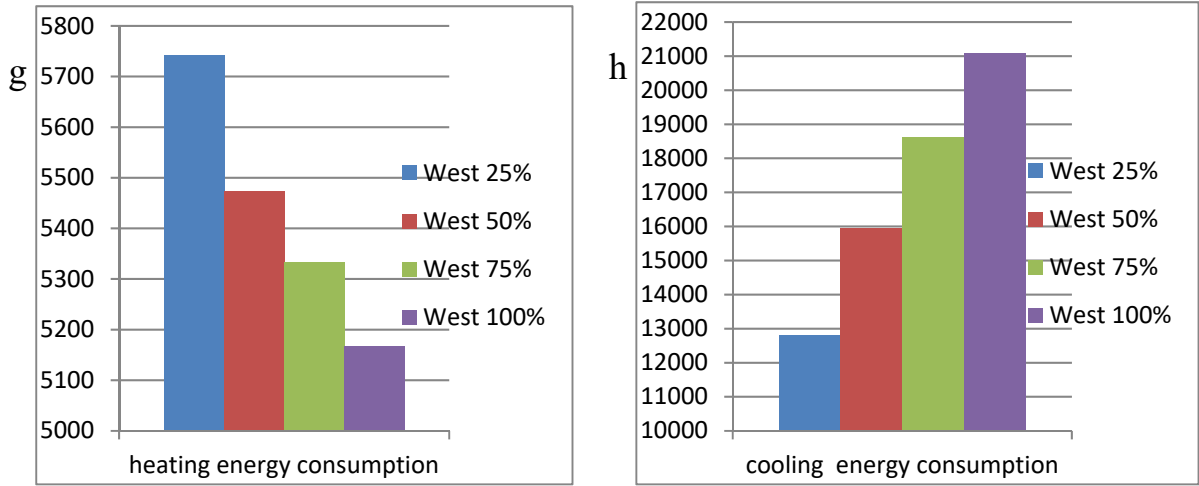 g
5800
5700
5600
5500
5400
5300
5200
5100
5000
West 25%
West 50%
West 75%
West 100%
heating energy consumption
h
22000
21000
20000
19000
18000
17000
16000
15000
14000
13000
12000
11000
10000
West 25%
West 50%
West 75%
West 100%
cooling energy consumption